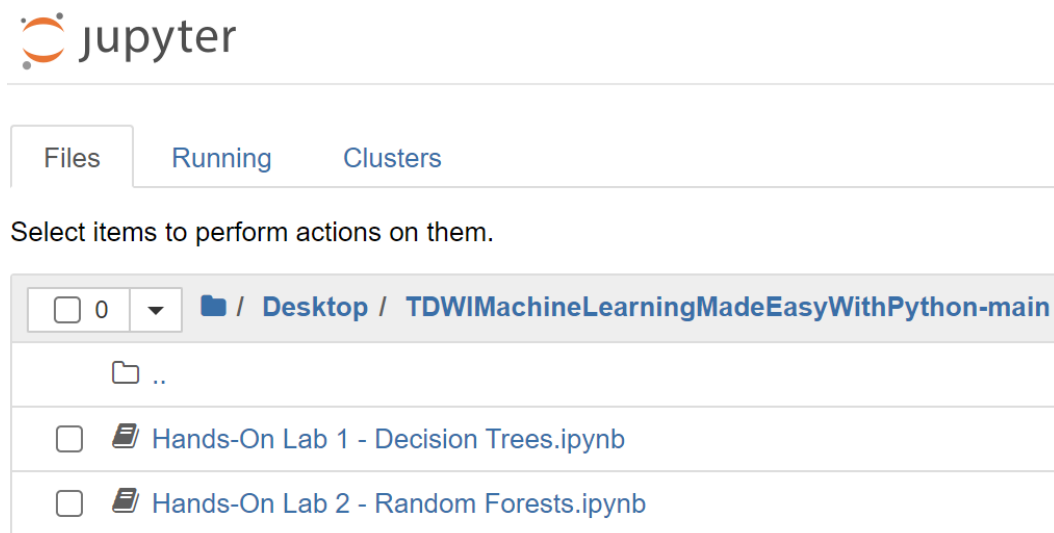 jupyter
Files Running Clusters
Select items to perform actions on them.
0 / Desktop / TDWIMachineLearningMadeEasyWithPython-main
..
Hands-On Lab 1 - Decision Trees.ipynb
Hands-On Lab 2 - Random Forests.ipynb